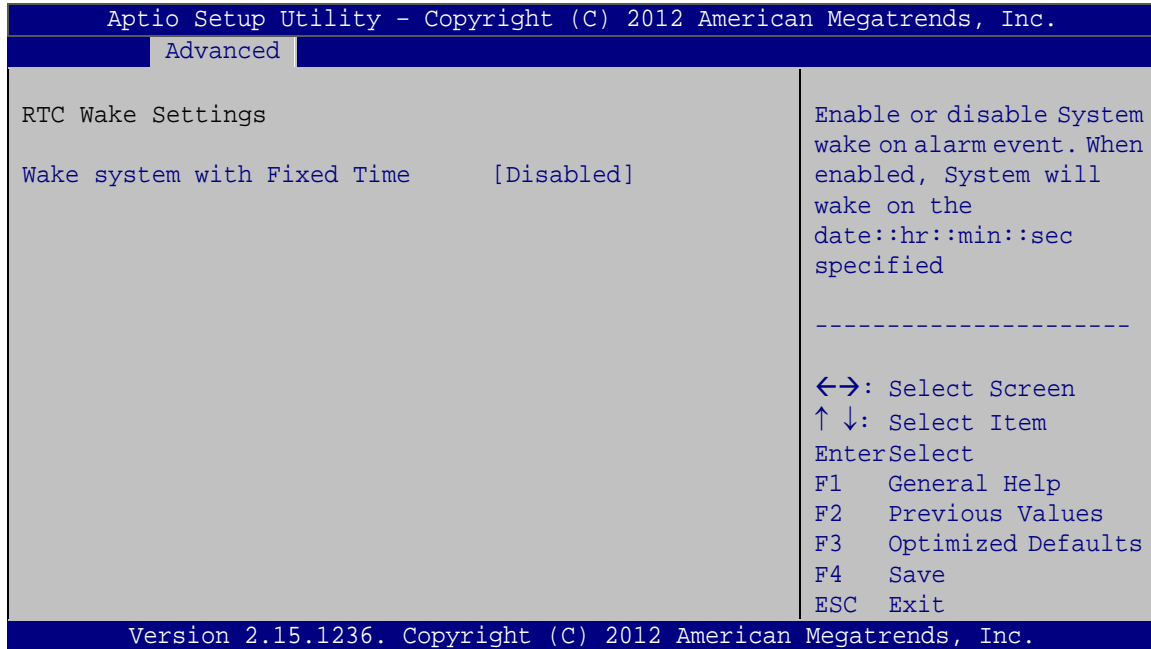 Aptio Setup Utility – Copyright (C) 2012 American Megatrends, Inc.
Advanced
RTC Wake Settings
Wake system with Fixed Time [Disabled]
Enable or disable System
wake on alarm event. When
enabled, System will
wake on the
date::hr::min::sec
specified
----------------------
←→: Select Screen
↑ ↓: Select Item
EnterSelect
F1 General Help
F2 Previous Values
F3 Optimized Defaults
F4 Save
ESC Exit
Version 2.15.1236. Copyright (C) 2012 American Megatrends, Inc.